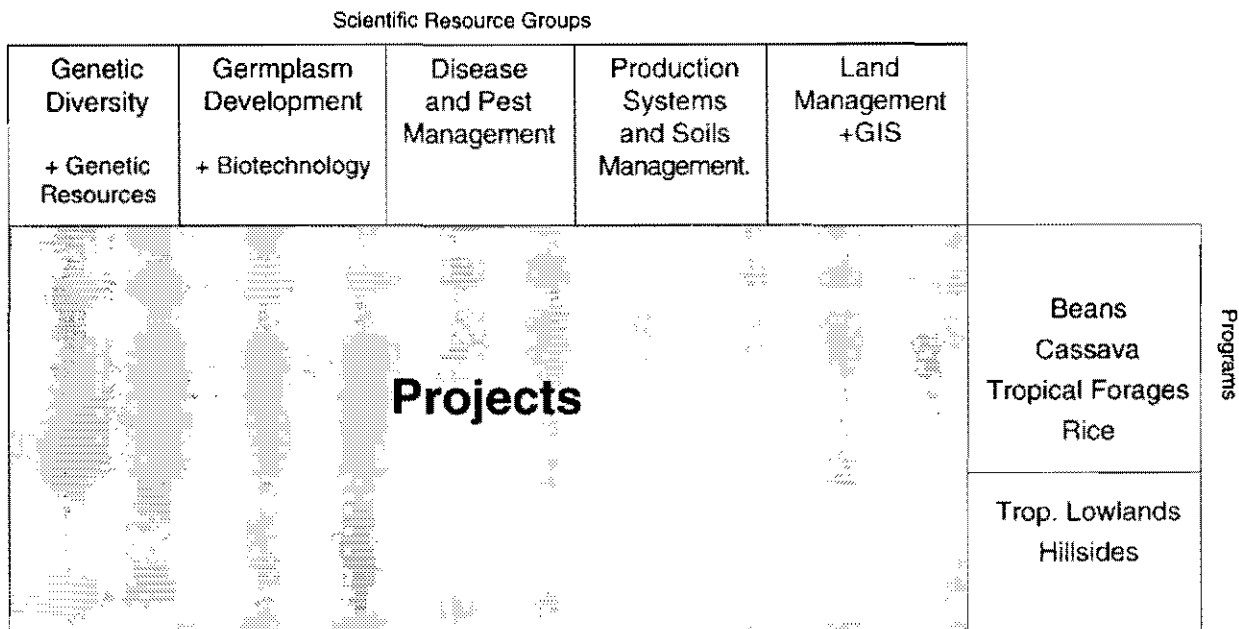 Scientific Resource Groups
Genetic
Diversity
+ Genetic
Resources
Germplasm
Development
+ Biotechnology
Disease
and Pest
Management
Production
Systems
and Soils
Management.
Land
Management
+GIS
Projects
Beans
Cassava
Tropical Forages
Rice
Trop. Lowlands
Hillsides
Programs